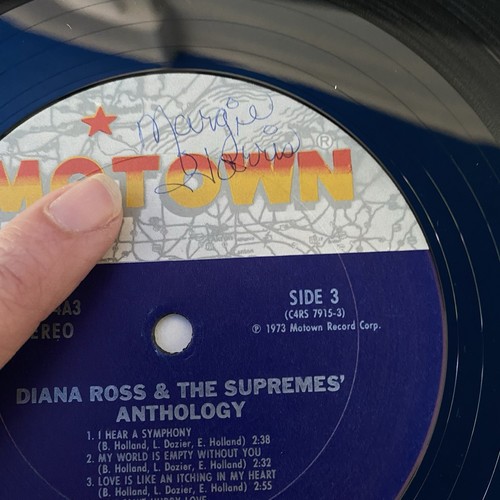 Margie
Harris
MOTOWN®
4A3
EREO
SIDE 3
(C4RS 7915-3)
℗ 1973 Motown Record Corp.
DIANA ROSS & THE SUPREMES'
ANTHOLOGY
1. I HEAR A SYMPHONY
(B. Holland, L. Dozier, E. Holland) 2:38
2. MY WORLD IS EMPTY WITHOUT YOU
(B. Holland, L. Dozier, E. Holland) 2:32
3. LOVE IS LIKE AN ITCHING IN MY HEART
(B. Holland, L. Dozier, E. Holland) 2:55